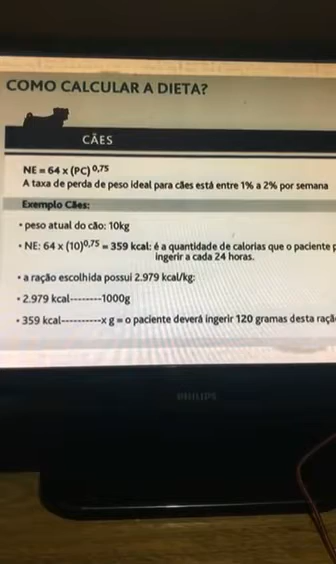 COMO CALCULAR A DIETA?
CÃES
NE = 64 x (PC)⁰,⁷⁵
A taxa de perda de peso ideal para cães está entre 1% a 2% por semana
Exemplo Cães:
• peso atual do cão: 10kg
• NE: 64 x (10)⁰,⁷⁵ = 359 kcal: é a quantidade de calorias que o paciente
ingerir a cada 24 horas.
• a ração escolhida possui 2.979 kcal/kg:
• 2.979 kcal--------1000g
• 359 kcal----------x g = o paciente deverá ingerir 120 gramas desta
PHILIPS